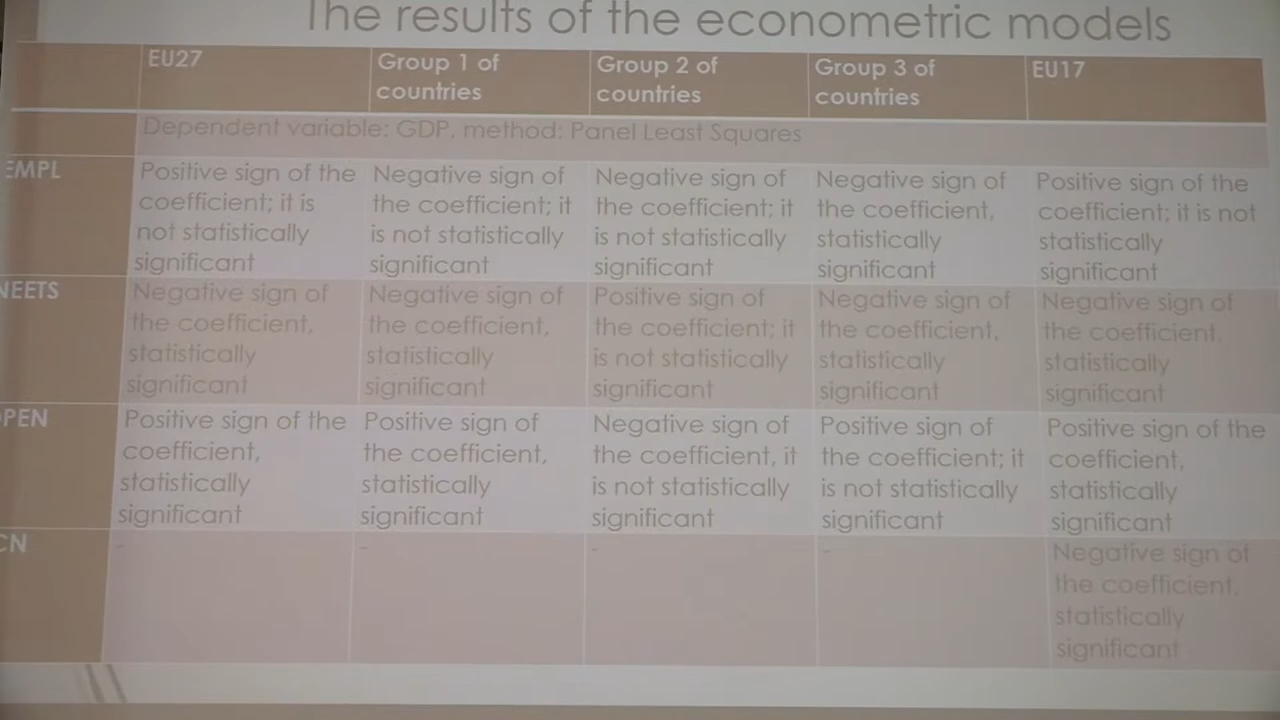 The results of the econometric models
EU27
Group 1 of
countries
Group 2 of
countries
Group 3 of
countries
EU17
Dependent variable: GDP, method: Panel Least Squares
EMPL
Positive sign of the
coefficient; it is
not statistically
significant
Negative sign of
the coefficient; it
is not statistically
significant
Negative sign of
the coefficient; it
is not statistically
significant
Negative sign of
the coefficient,
statistically
significant
Positive sign of the
coefficient; it is not
statistically
significant
NEETS
Negative sign of
the coefficient,
statistically
significant
Negative sign of
the coefficient,
statistically
significant
Positive sign of
the coefficient; it
is not statistically
significant
Negative sign of
the coefficient,
statistically
significant
Negative sign of
the coefficient,
statistically
significant
OPEN
Positive sign of the
coefficient,
statistically
significant
Positive sign of
the coefficient,
statistically
significant
Negative sign of
the coefficient, it
is not statistically
significant
Positive sign of
the coefficient; it
is not statistically
significant
Positive sign of the
coefficient,
statistically
significant
CN
-
-
-
-
Negative sign of
the coefficient,
statistically
significant